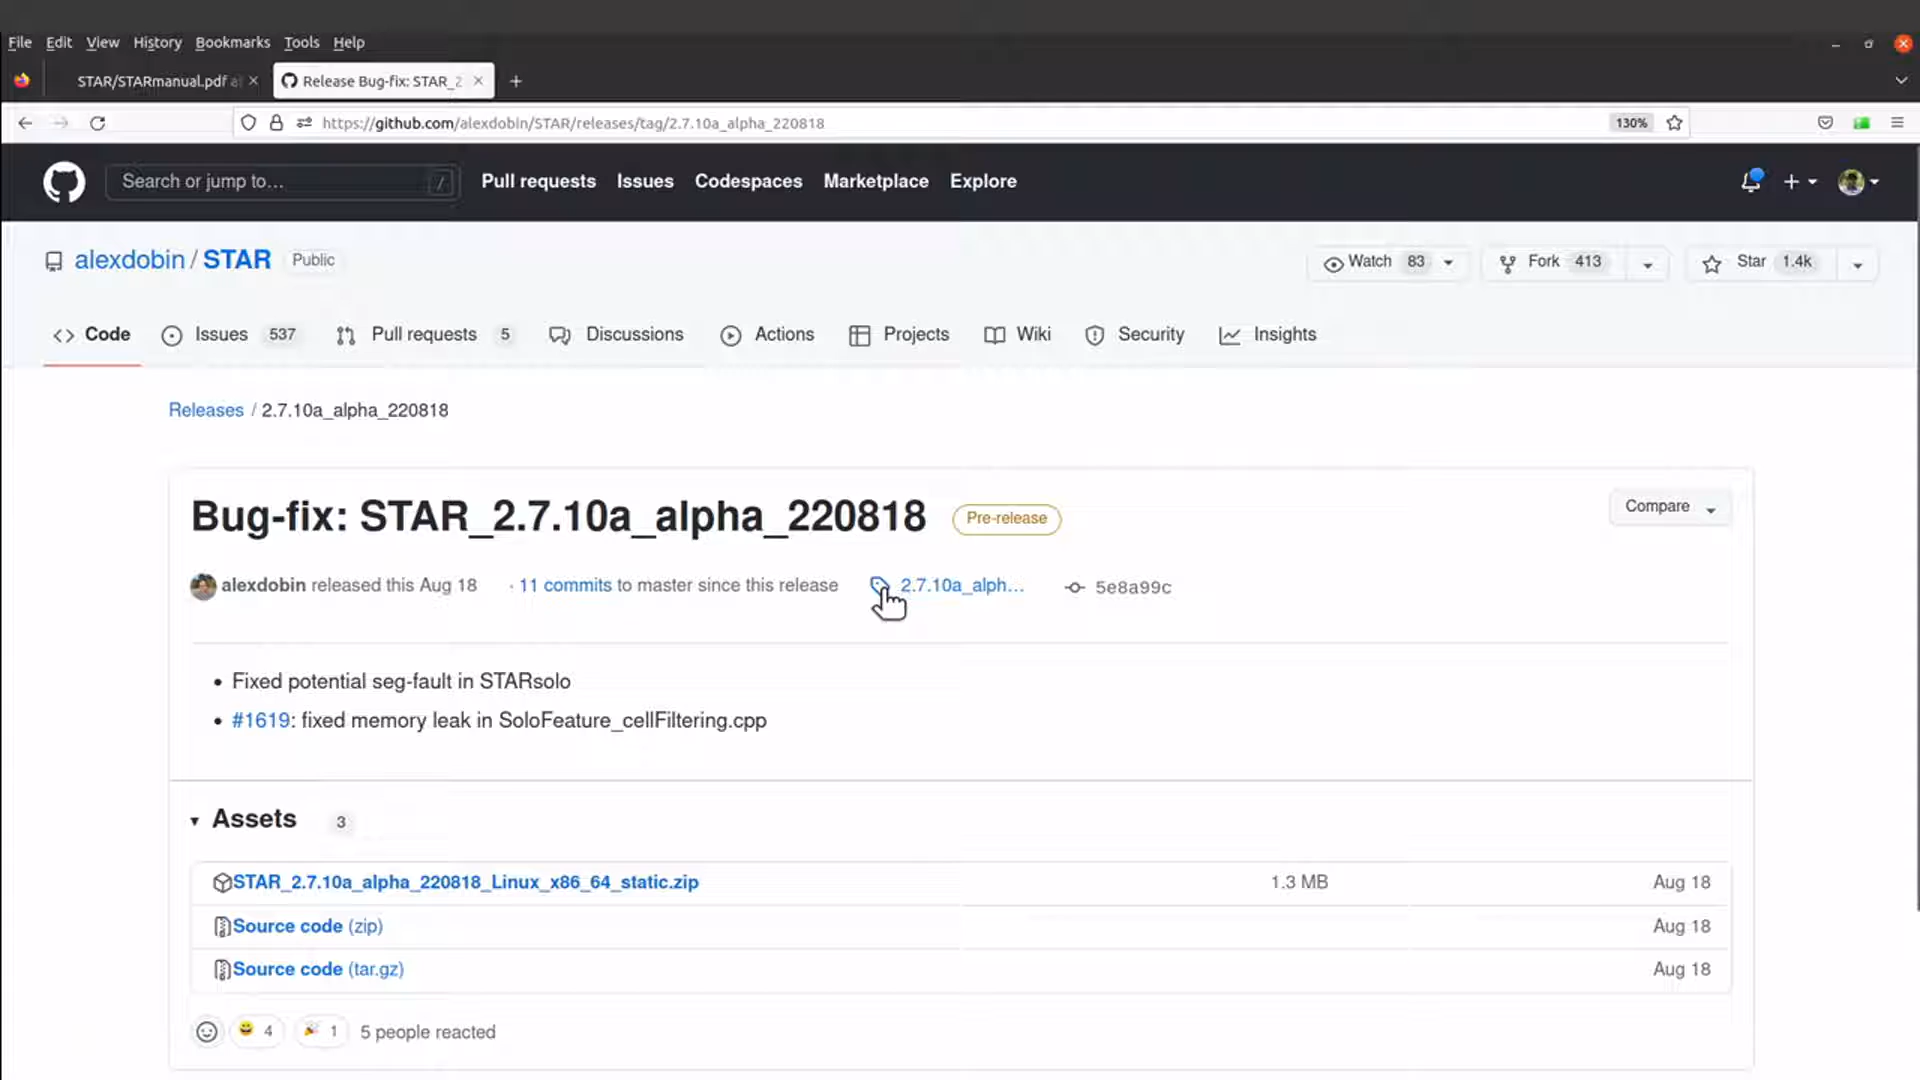 File Edit View History Bookmarks Tools Help
STAR/STARmanual.pdf a
Release Bug-fix: STAR_2
https://github.com/alexdobin/STAR/releases/tag/2.7.10a_alpha_220818
130%
Search or jump to... /
Pull requests Issues Codespaces Marketplace Explore
alexdobin / STAR Public
Watch 83 Fork 413 Star 1.4k
Code Issues 537 Pull requests 5 Discussions Actions Projects Wiki Security Insights
Releases / 2.7.10a_alpha_220818
Bug-fix: STAR_2.7.10a_alpha_220818 Pre-release
Compare
alexdobin released this Aug 18 · 11 commits to master since this release 2.7.10a_alph... 5e8a99c
• Fixed potential seg-fault in STARsolo
• #1619: fixed memory leak in SoloFeature_cellFiltering.cpp
Assets 3
STAR_2.7.10a_alpha_220818_Linux_x86_64_static.zip 1.3 MB Aug 18
Source code (zip) Aug 18
Source code (tar.gz) Aug 18
4 1 5 people reacted